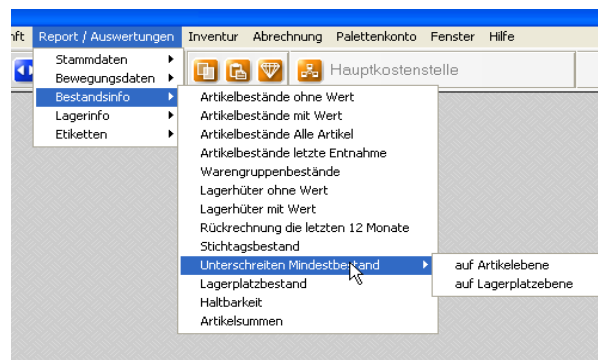 nft Report / Auswertungen Inventur Abrechnung Palettenkonto Fenster Hilfe
Stammdaten
Bewegungsdaten
Bestandsinfo
Lagerinfo
Etiketten
Hauptkostenstelle
Artikelbestände ohne Wert
Artikelbestände mit Wert
Artikelbestände Alle Artikel
Artikelbestände letzte Entnahme
Warengruppenbestände
Lagerhüter ohne Wert
Lagerhüter mit Wert
Rückrechnung die letzten 12 Monate
Stichtagsbestand
Unterschreiten Mindestbestand
Lagerplatzbestand
Haltbarkeit
Artikelsummen
auf Artikelebene
auf Lagerplatzebene